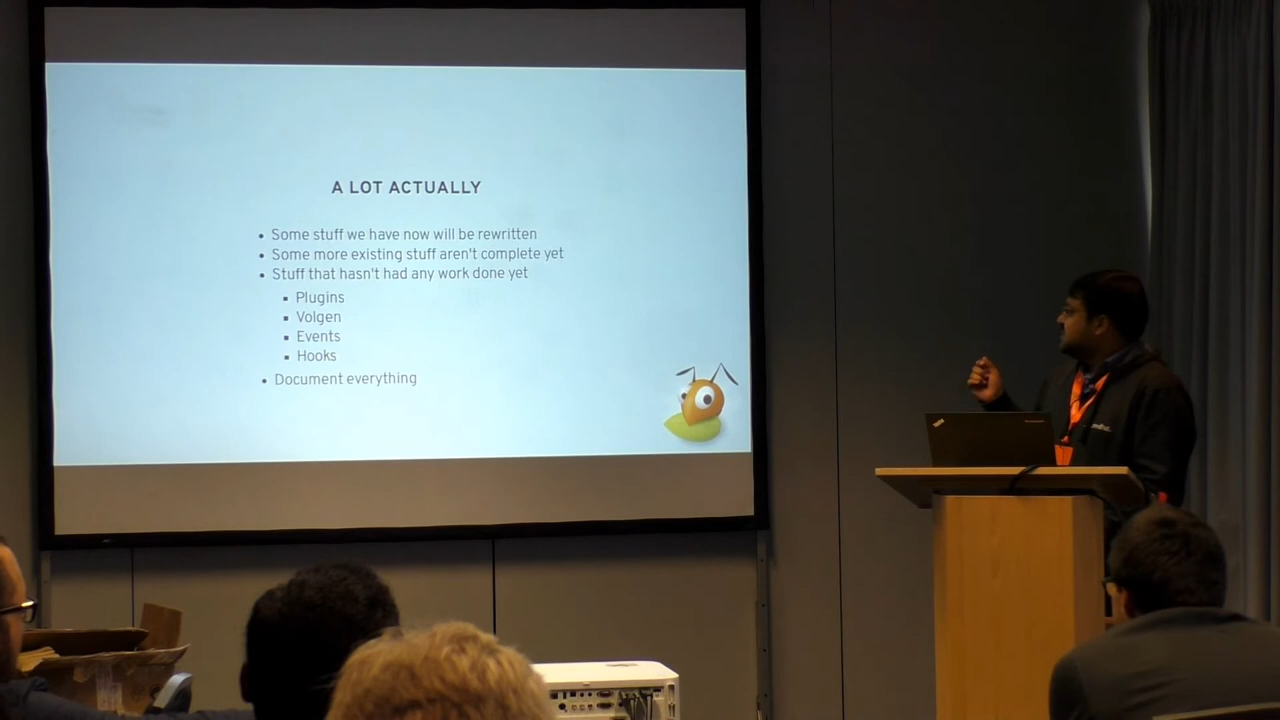 A LOT ACTUALLY
Some stuff we have now will be rewritten
Some more existing stuff aren't complete yet
Stuff that hasn't had any work done yet
Plugins
Volgen
Events
Hooks
Document everything